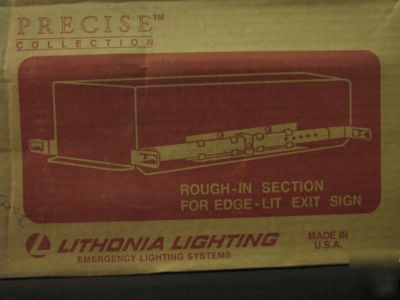 PRECISE™
COLLECTION
ROUGH-IN SECTION
FOR EDGE-LIT EXIT SIGN
LITHONIA LIGHTING
EMERGENCY LIGHTING SYSTEMS
MADE IN
U.S.A.